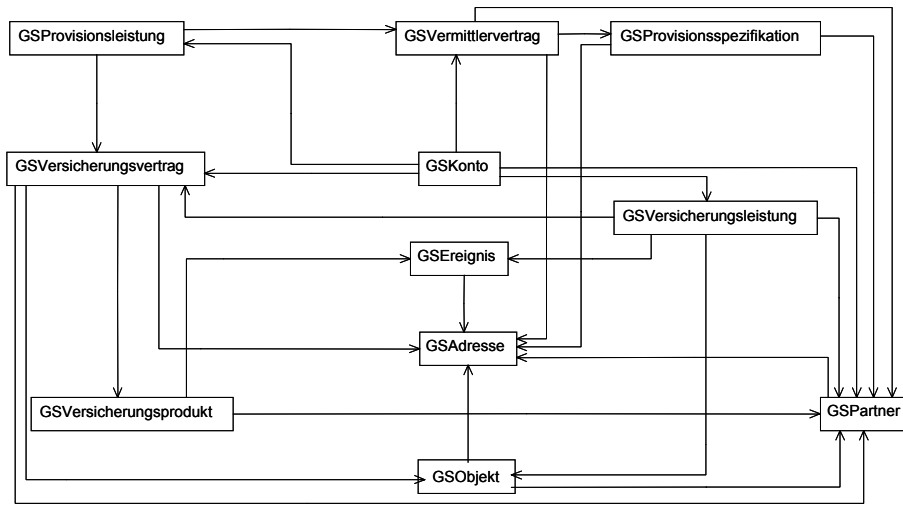 GSProvisionsleistung
GSVermittlervertrag
GSProvisionsspezifikation
GSVersicherungsvertrag
GSKonto
GSVersicherungsleistung
GSEreignis
GSAdresse
GSVersicherungsprodukt
GSPartner
GSObjekt